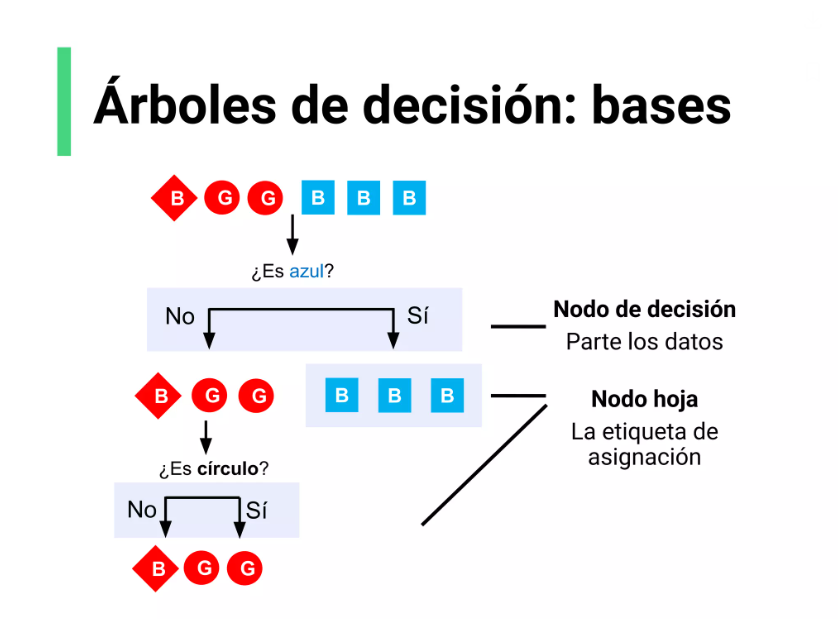 Árboles de decisión: bases
B G G B B B
¿Es azul?
No Sí
Nodo de decisión
Parte los datos
B G G B B B
Nodo hoja
La etiqueta de
asignación
¿Es círculo?
No Sí
B G G